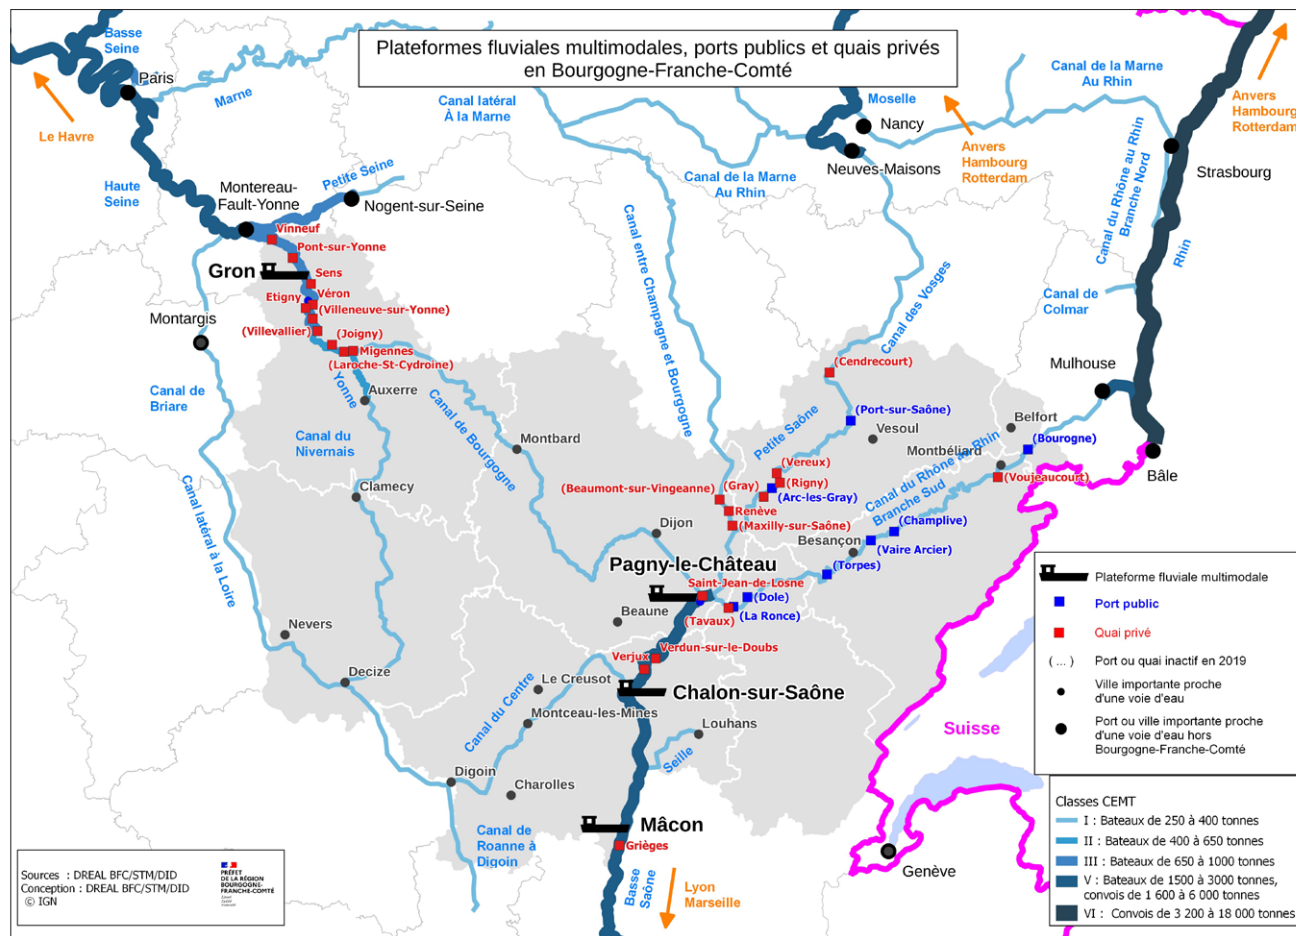 Plateformes fluviales multimodales, ports publics et quais privés
en Bourgogne-Franche-Comté
Basse
Seine
Paris
Marne
Le Havre
Canal latéral
À la Marne
Canal de la Marne
Au Rhin
Moselle
Nancy
Anvers
Hambourg
Rotterdam
Anvers
Hambourg
Rotterdam
Neuves-Maisons
Canal de la Marne
Au Rhin
Strasbourg
Canal du Rhône au Rhin
Branche Nord
Rhin
Haute
Seine
Montereau-
Fault-Yonne
Petite Seine
Nogent-sur-Seine
Vinneuf
Pont-sur-Yonne
Gron
Sens
Etigny
Véron
(Villeneuve-sur-Yonne)
(Villevallier)
(Joigny)
Migennes
(Laroche-St-Cydroine)
Montargis
Canal de
Briare
Yonne
Auxerre
Canal du
Nivernais
Clamecy
Canal de Bourgogne
Montbard
Canal entre Champagne et Bourgogne
Canal des Vosges
Canal de
Colmar
Mulhouse
(Cendrecourt)
(Port-sur-Saône)
Petite Saône
Vesoul
Belfort
Montbéliard
(Bourogne)
Bâle
(Voujeaucourt)
Canal du Rhône au Rhin
Branche Sud
(Vereux)
(Rigny)
(Gray)
(Arc-les-Gray)
(Beaumont-sur-Vingeanne)
Renève
(Maxilly-sur-Saône)
(Champlive)
Besançon
(Vaire Arcier)
(Torpes)
Dijon
Pagny-le-Château
Saint-Jean-de-Losne
(Dole)
(La Ronce)
(Tavaux)
Beaune
Canal latéral à la Loire
Nevers
Decize
Verdun-sur-le-Doubs
Verjux
Le Creusot
Chalon-sur-Saône
Canal du Centre
Montceau-les-Mines
Louhans
Seille
Digoin
Charolles
Mâcon
Grièges
Canal de
Roanne à
Digoin
Basse
Saône
Lyon
Marseille
Suisse
Genève
Plateforme fluviale multimodale
Port public
Quai privé
( ... ) Port ou quai inactif en 2019
Ville importante proche
d'une voie d'eau
Port ou ville importante proche
d'une voie d'eau hors
Bourgogne-Franche-Comté
Classes CEMT
I : Bateaux de 250 à 400 tonnes
II : Bateaux de 400 à 650 tonnes
III : Bateaux de 650 à 1000 tonnes
V : Bateaux de 1500 à 3000 tonnes,
convois de 1 600 à 6 000 tonnes
VI : Convois de 3 200 à 18 000 tonnes
Sources : DREAL BFC/STM/DID
Conception : DREAL BFC/STM/DID
© IGN
PRÉFET
DE LA RÉGION
BOURGOGNE-
FRANCHE-COMTÉ